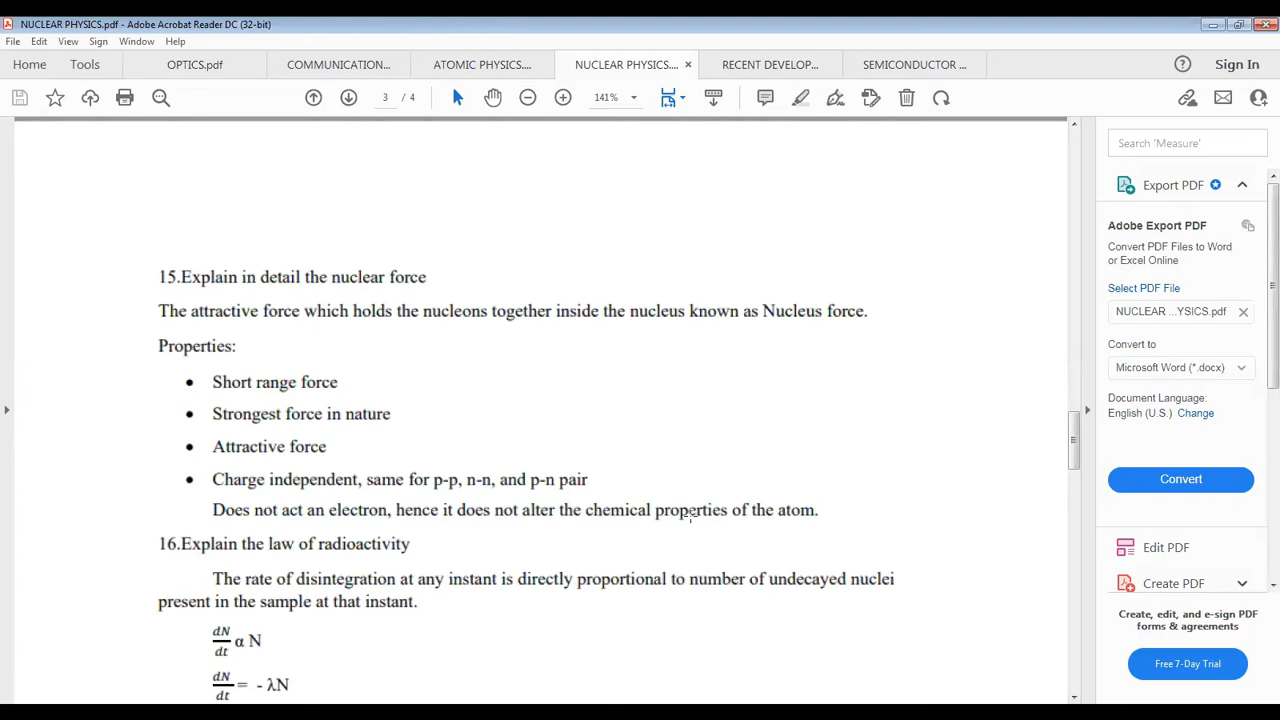 NUCLEAR PHYSICS.pdf - Adobe Acrobat Reader DC (32-bit)
File Edit View Sign Window Help
Home Tools OPTICS.pdf COMMUNICATION... ATOMIC PHYSICS.... NUCLEAR PHYSICS.... × RECENT DEVELOP... SEMICONDUCTOR ... Sign In
3 / 4 141%
15.Explain in detail the nuclear force
The attractive force which holds the nucleons together inside the nucleus known as Nucleus force.
Properties:
• Short range force
• Strongest force in nature
• Attractive force
• Charge independent, same for p-p, n-n, and p-n pair
Does not act an electron, hence it does not alter the chemical properties of the atom.
16.Explain the law of radioactivity
The rate of disintegration at any instant is directly proportional to number of undecayed nuclei
present in the sample at that instant.
dN/dt α N
dN/dt = - λN
Search 'Measure'
Export PDF
Adobe Export PDF
Convert PDF Files to Word
or Excel Online
Select PDF File
NUCLEAR ...YSICS.pdf
Convert to
Microsoft Word (*.docx)
Document Language:
English (U.S.) Change
Convert
Edit PDF
Create PDF
Create, edit, and e-sign PDF
forms & agreements
Free 7-Day Trial